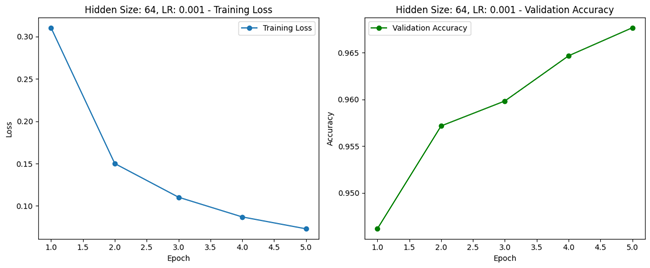 Hidden Size: 64, LR: 0.001 - Training Loss
Training Loss
0.30
0.25
0.20
0.15
0.10
Loss
1.0 1.5 2.0 2.5 3.0 3.5 4.0 4.5 5.0
Epoch
Hidden Size: 64, LR: 0.001 - Validation Accuracy
Validation Accuracy
0.965
0.960
0.955
0.950
Accuracy
1.0 1.5 2.0 2.5 3.0 3.5 4.0 4.5 5.0
Epoch